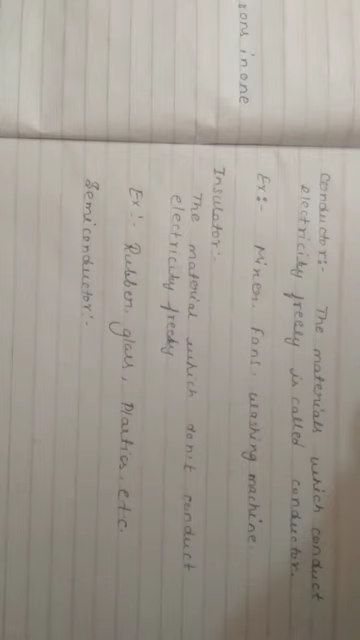 sons in one
Conductor:- The materials which conduct
electricity freely is called conductor.
Ex:- Mixer, Fans, washing machine.
Insulator:-
The material which don't conduct
electricity freely
Ex:- Rubber, glass, Plastics, etc.
Semiconductor:-